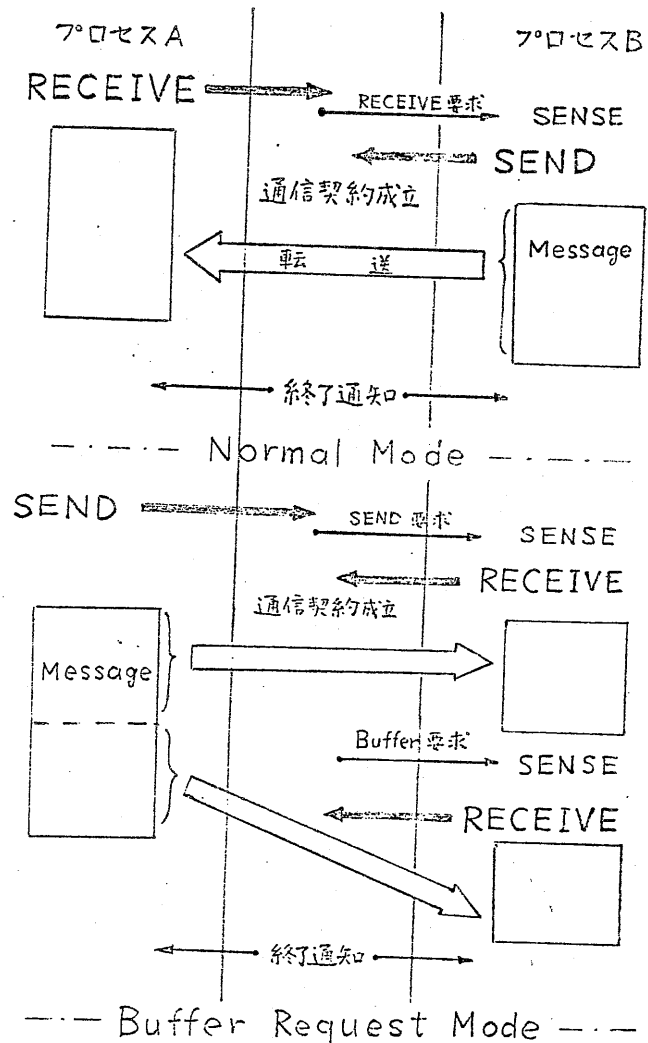 プロセスA
プロセスB
RECEIVE
RECEIVE要求
SENSE
SEND
通信契約成立
Message
転送
終了通知
Normal Mode
SEND
SEND要求
SENSE
RECEIVE
通信契約成立
Message
Buffer要求
SENSE
RECEIVE
終了通知
Buffer Request Mode